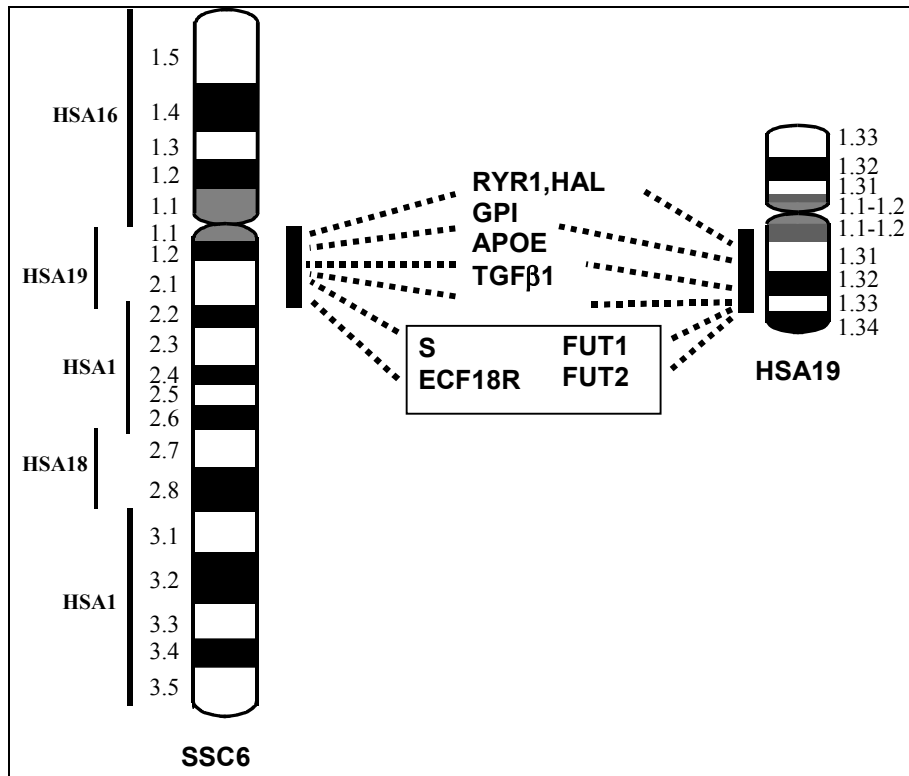 HSA16
HSA19
HSA1
HSA18
HSA1
1.5
1.4
1.3
1.2
1.1
1.1
1.2
2.1
2.2
2.3
2.4
2.5
2.6
2.7
2.8
3.1
3.2
3.3
3.4
3.5
SSC6
RYR1,HAL
GPI
APOE
TGFβ1
S FUT1
ECF18R FUT2
1.33
1.32
1.31
1.1-1.2
1.1-1.2
1.31
1.32
1.33
1.34
HSA19